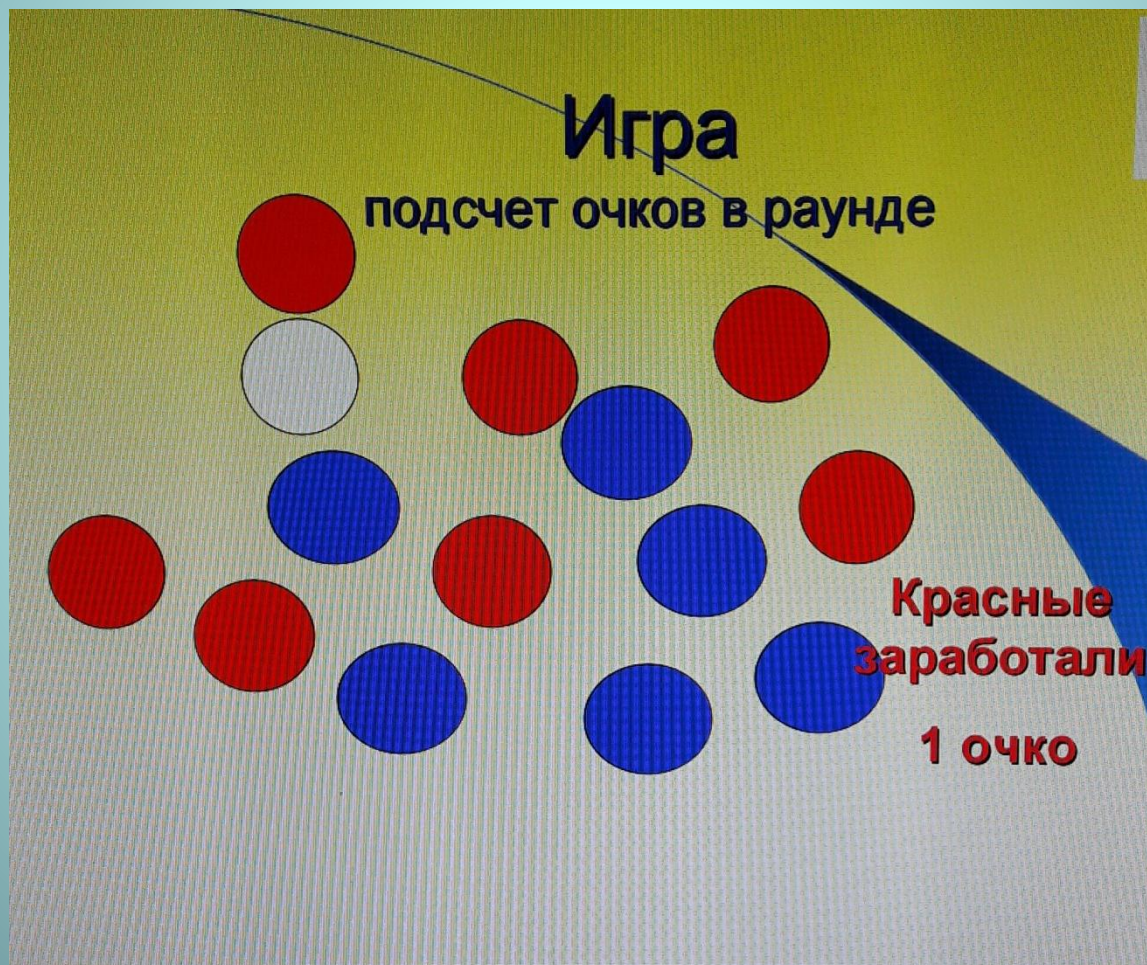 Игра
подсчет очков в раунде
Красные
заработали
1 очко